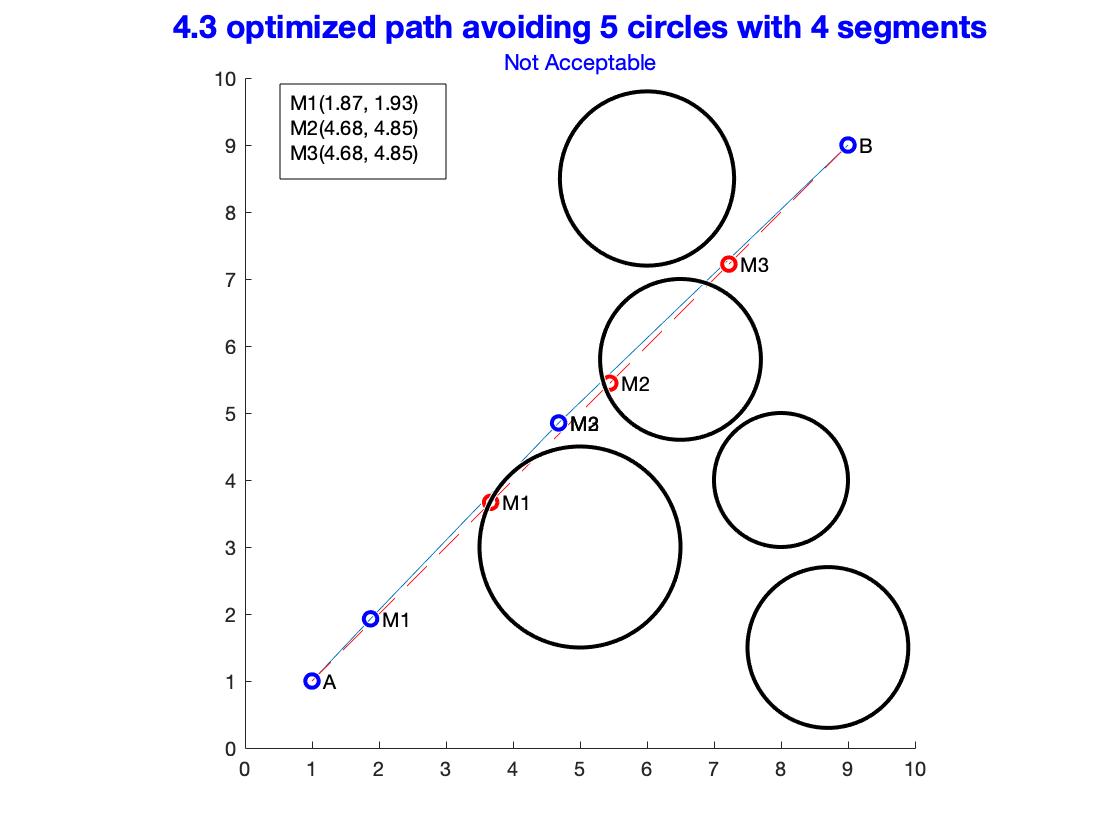 4.3 optimized path avoiding 5 circles with 4 segments
Not Acceptable
M1(1.87, 1.93)
M2(4.68, 4.85)
M3(4.68, 4.85)
10
9
8
7
6
5
4
3
2
1
0
B
M3
M2
M1
M1
A
0 1 2 3 4 5 6 7 8 9 10